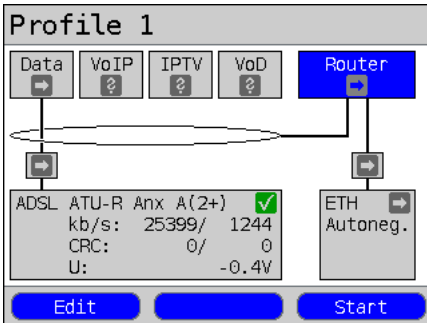 Profile 1
Data VoIP IPTV VoD Router
? ? ?
ADSL ATU-R Anx A(2+) ETH
kb/s: 25399/ 1244 Autoneg.
CRC: 0/ 0
U: -0.4V
Edit Start